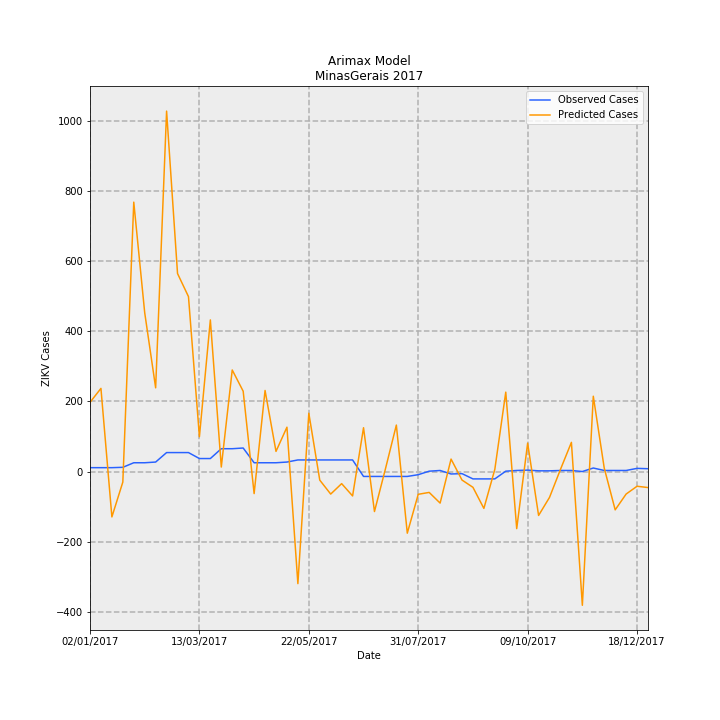 Arimax Model
MinasGerais 2017
Observed Cases
Predicted Cases
1000
800
600
400
200
0
−200
−400
ZIKV Cases
02/01/2017 13/03/2017 22/05/2017 31/07/2017 09/10/2017 18/12/2017
Date